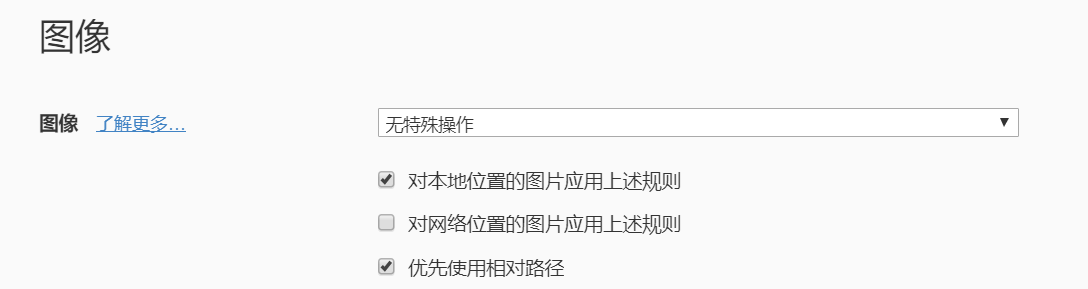 图像
图像 了解更多…
无特殊操作
对本地位置的图片应用上述规则
对网络位置的图片应用上述规则
优先使用相对路径